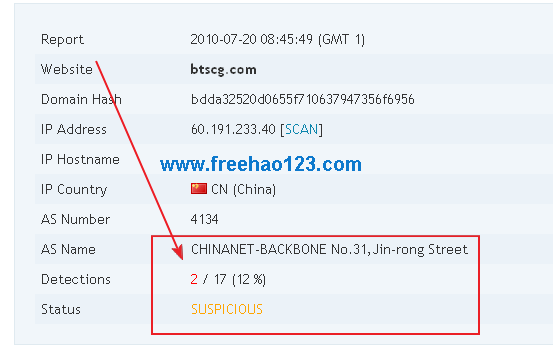 Report 2010-07-20 08:45:49 (GMT 1)
Website btscg.com
Domain Hash bdda32520d0655f710637947356f6956
IP Address 60.191.233.40 [SCAN]
IP Hostname
www.freehao123.com
IP Country CN (China)
AS Number 4134
AS Name CHINANET-BACKBONE No.31,Jin-rong Street
Detections 2 / 17 (12 %)
Status SUSPICIOUS